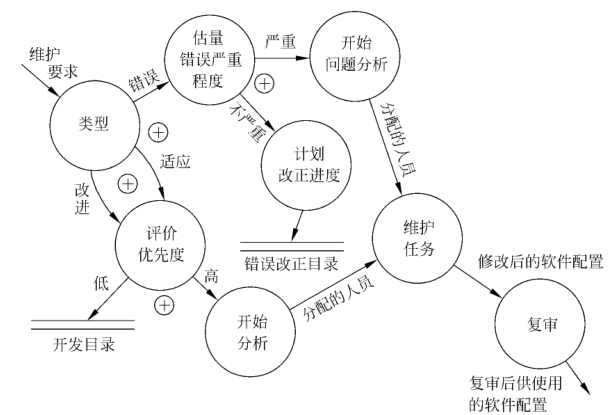 维护
要求
类型
错误
估量
错误严重
程度
严重
开始
问题分析
不严重
计划
改正进度
错误改正目录
分配的人员
适应
改
进
评价
优先度
低
开发目录
高
开始
分析
分配的人员
维护
任务
修改后的软件配置
复审
复审后供使用
的软件配置